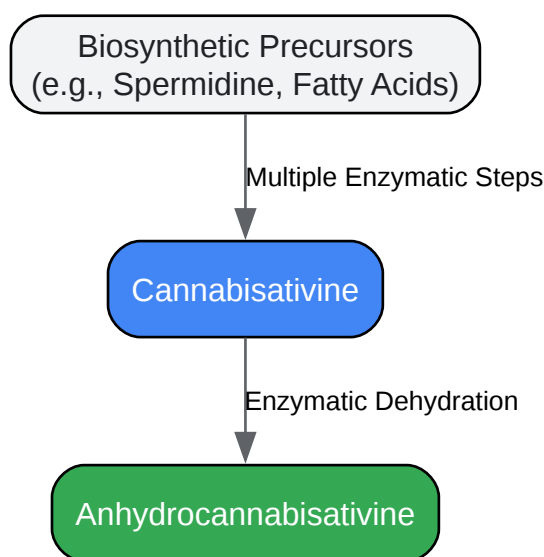 Biosynthetic Precursors
(e.g., Spermidine, Fatty Acids)
Multiple Enzymatic Steps
Cannabisativine
Enzymatic Dehydration
Anhydrocannabisativine